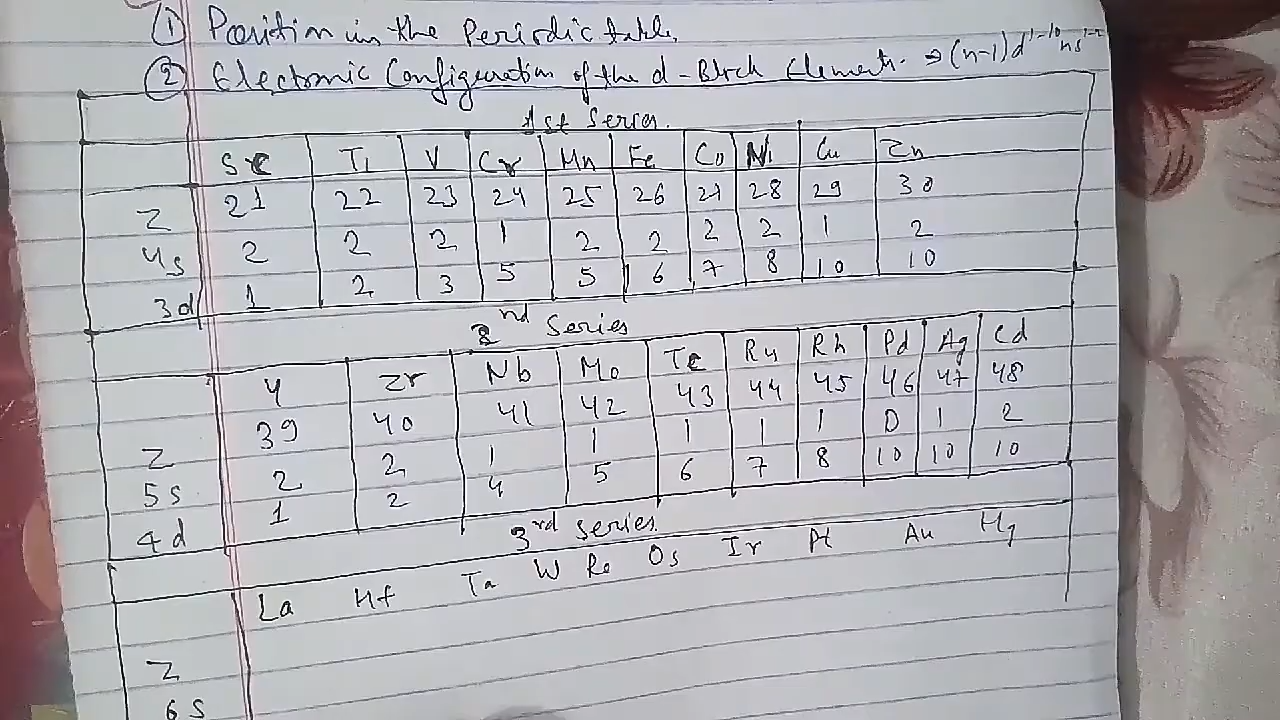 ① Position in the Periodic table,
② Electronic Configuration of the d-Block Elements. ⇒ (n-1)d¹⁻¹⁰ns¹⁻²
1st Series.
Sc Ti V Cr Mn Fe Co Ni Cu Zn
Z 21 22 23 24 25 26 27 28 29 30
4s 2 2 2 1 2 2 2 2 1 2
3d 1 2 3 5 5 6 7 8 10 10
2nd Series
Y Zr Nb Mo Tc Ru Rh Pd Ag Cd
Z 39 40 41 42 43 44 45 46 47 48
5s 2 2 1 1 1 1 1 0 1 2
4d 1 2 4 5 6 7 8 10 10 10
3rd series.
La Hf Ta W Re Os Ir Pt Au Hg
Z
6s